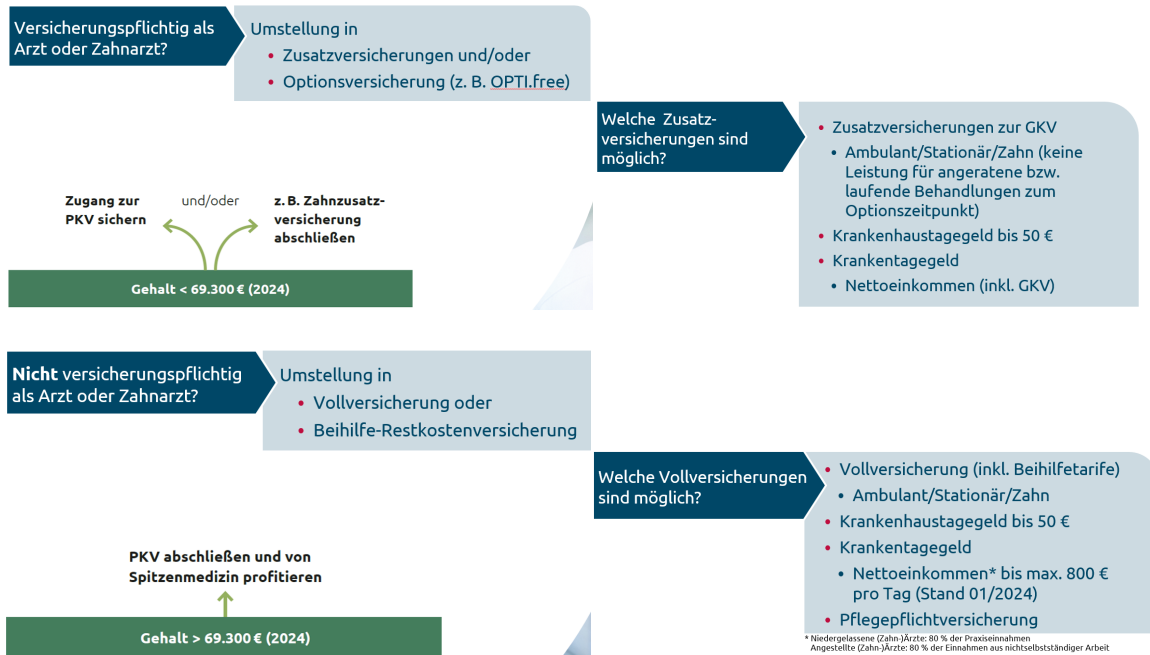 Versicherungspflichtig als
Arzt oder Zahnarzt?
Umstellung in
• Zusatzversicherungen und/oder
• Optionsversicherung (z. B. OPTI.free)
Zugang zur
PKV sichern
und/oder
z. B. Zahnzusatz-
versicherung
abschließen
Gehalt < 69.300 € (2024)
Welche Zusatz-
versicherungen sind
möglich?
• Zusatzversicherungen zur GKV
• Ambulant/Stationär/Zahn (keine
Leistung für angeratene bzw.
laufende Behandlungen zum
Optionszeitpunkt)
• Krankenhaustagegeld bis 50 €
• Krankentagegeld
• Nettoeinkommen (inkl. GKV)
Nicht versicherungspflichtig
als Arzt oder Zahnarzt?
Umstellung in
• Vollversicherung oder
• Beihilfe-Restkostenversicherung
PKV abschließen und von
Spitzenmedizin profitieren
Gehalt > 69.300 € (2024)
Welche Vollversicherungen
sind möglich?
• Vollversicherung (inkl. Beihilfetarife)
• Ambulant/Stationär/Zahn
• Krankenhaustagegeld bis 50 €
• Krankentagegeld
• Nettoeinkommen* bis max. 800 €
pro Tag (Stand 01/2024)
• Pflegepflichtversicherung
* Niedergelassene (Zahn-)Ärzte: 80 % der Praxiseinnahmen
Angestellte (Zahn-)Ärzte: 80 % der Einnahmen aus nichtselbstständiger Arbeit